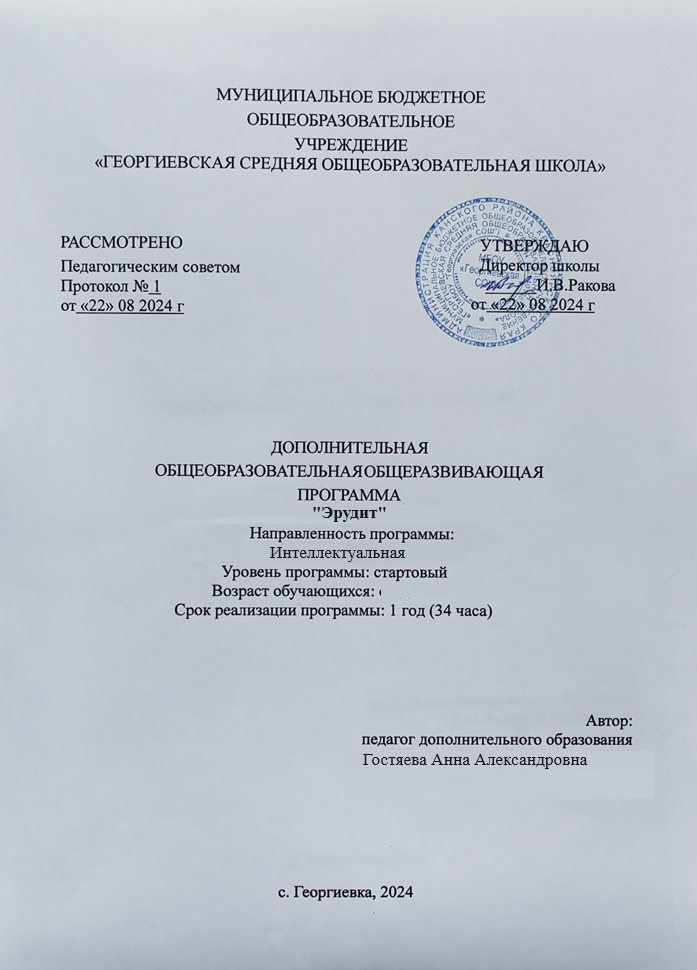 МУНИЦИПАЛЬНОЕ БЮДЖЕТНОЕ
ОБЩЕОБРАЗОВАТЕЛЬНОЕ
УЧРЕЖДЕНИЕ
«ГЕОРГИЕВСКАЯ СРЕДНЯЯ ОБЩЕОБРАЗОВАТЕЛЬНАЯ ШКОЛА»
РАССМОТРЕНО
Педагогическим советом
Протокол № 1
от «22» 08 2024 г
УТВЕРЖДАЮ
Директор школы
И.В.Ракова
от «22» 08 2024 г
ДОПОЛНИТЕЛЬНАЯ
ОБЩЕОБРАЗОВАТЕЛЬНАЯ ОБЩЕРАЗВИВАЮЩАЯ
ПРОГРАММА
"Эрудит"
Направленность программы:
Интеллектуальная
Уровень программы: стартовый
Возраст обучающихся:
Срок реализации программы: 1 год (34 часа)
Автор:
педагог дополнительного образования
Гостяева Анна Александровна
с. Георгиевка, 2024